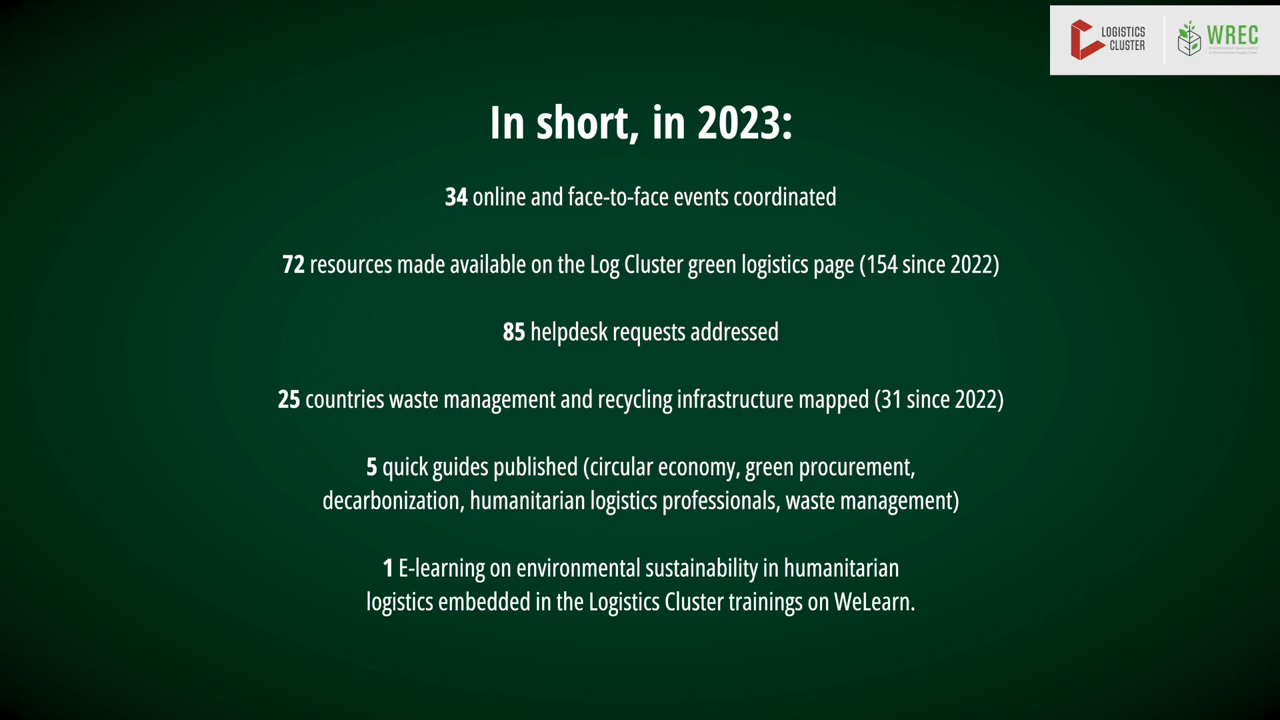 LOGISTICS
CLUSTER
WREC
In short, in 2023:
34 online and face-to-face events coordinated
72 resources made available on the Log Cluster green logistics page (154 since 2022)
85 helpdesk requests addressed
25 countries waste management and recycling infrastructure mapped (31 since 2022)
5 quick guides published (circular economy, green procurement,
decarbonization, humanitarian logistics professionals, waste management)
1 E-learning on environmental sustainability in humanitarian
logistics embedded in the Logistics Cluster trainings on WeLearn.